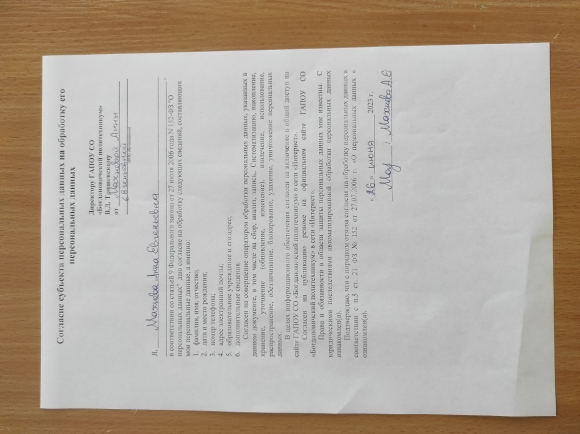 Согласие субъекта персональных данных на обработку его
персональных данных
Директору ГАПОУ СО
«Богдановичский политехникум»
В.Д. Тришевскому
от
Я,
в соответствии со статьей 9 Федерального закона от 27 июля 2006 года N 152-ФЗ "О
персональных данных" даю согласие на обработку следующих сведений, составляющих
мои персональные данные, а именно:
1. фамилия, имя, отчество;
2. дата и место рождения;
3. номер телефона;
4. адрес электронной почты;
5. образовательное учреждение и его адрес;
6. дополнительные сведения.
Согласен на совершение оператором обработки персональных данных, указанных в
данном документе, в том числе на сбор, анализ, запись, систематизацию, накопление,
хранение, уточнение (обновление, изменение), извлечение, использование,
распространение, обезличивание, блокирование, удаление, уничтожение персональных
данных.
В целях информационного обеспечения согласен на включение в общий доступ на
сайте ГАПОУ СО «Богдановичский политехникум» в сети «Интернет».
Согласен на публикацию резюме на официальном сайте ГАПОУ СО
«Богдановичский политехникум» в сети «Интернет».
Права и обязанности в области защиты персональных данных мне известны. С
юридическими последствиями автоматизированной обработки персональных данных
ознакомлен(а).
Подтверждаю, что с порядком отзыва согласия на обработку персональных данных в
соответствии с п.5 ст. 21 ФЗ № 152 от 27.07.2006 г. «О персональных данных»
ознакомлен(а).
«16» июня 2023 г.